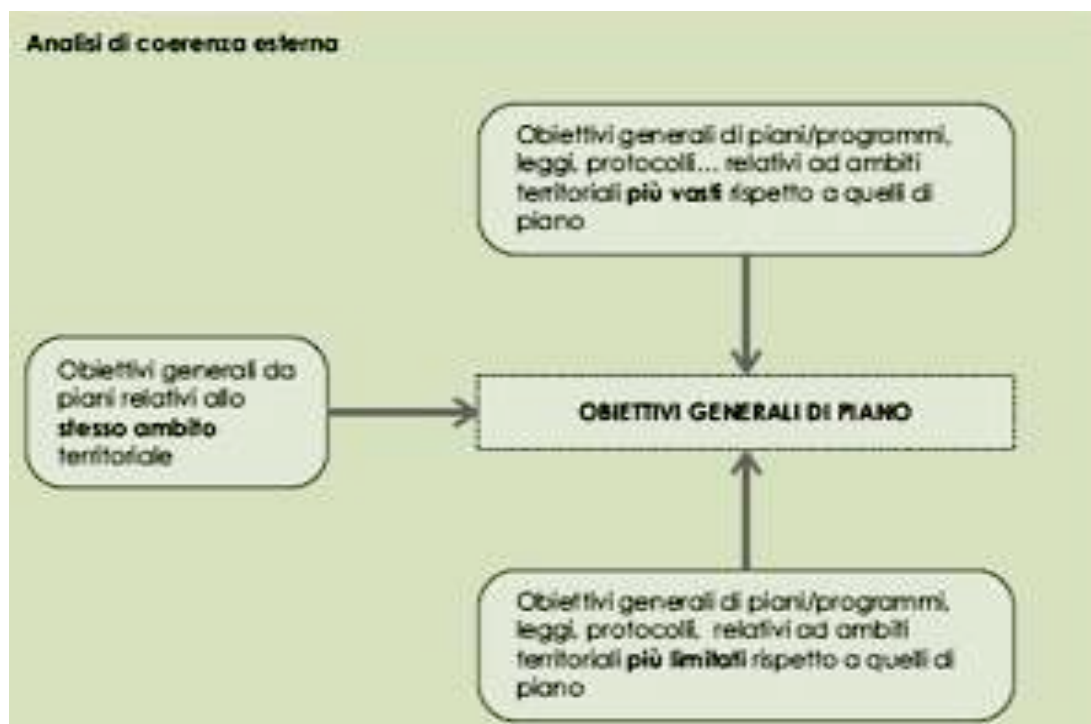 Analisi di coerenza esterna
Obiettivi generali di piani/programmi,
leggi, protocolli... relativi ad ambiti
territoriali più vasti rispetto a quelli di
piano
Obiettivi generali da
piani relativi allo
stesso ambito
territoriale
OBIETTIVI GENERALI DI PIANO
Obiettivi generali di piani/programmi,
leggi, protocolli, relativi ad ambiti
territoriali più limitati rispetto a quelli di
piano